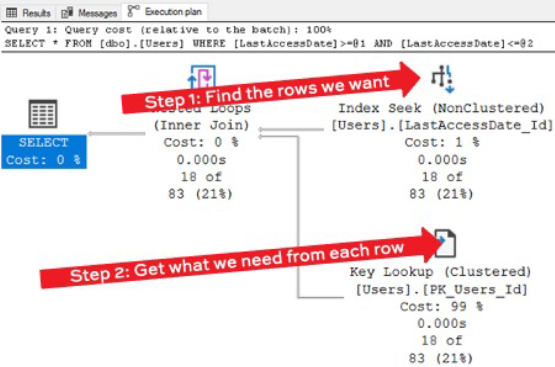 Results Messages Execution plan
Query 1: Query cost (relative to the batch): 100%
SELECT * FROM [dbo].[Users] WHERE [LastAccessDate]>=@1 AND [LastAccessDate]<=@2
Step 1: Find the rows we want
SELECT
Cost: 0 %
Nested Loops
(Inner Join)
Cost: 0 %
0.000s
18 of
83 (21%)
Index Seek (NonClustered)
[Users].[LastAccessDate_Id]
Cost: 1 %
0.000s
18 of
83 (21%)
Step 2: Get what we need from each row
Key Lookup (Clustered)
[Users].[PK_Users_Id]
Cost: 99 %
0.000s
18 of
83 (21%)